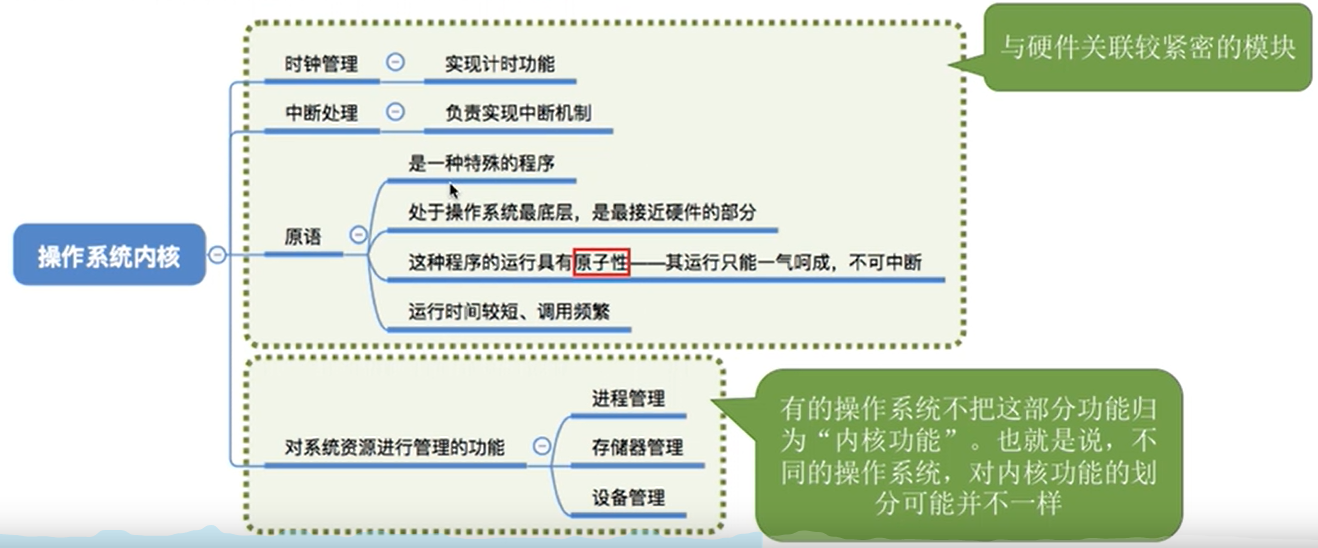 与硬件关联较紧密的模块
时钟管理
实现计时功能
中断处理
负责实现中断机制
是一种特殊的程序
处于操作系统最底层，是最接近硬件的部分
原语
这种程序的运行具有原子性——其运行只能一气呵成，不可中断
运行时间较短、调用频繁
操作系统内核
对系统资源进行管理的功能
进程管理
存储器管理
设备管理
有的操作系统不把这部分功能归
为“内核功能”。也就是说，不
同的操作系统，对内核功能的划
分可能并不一样